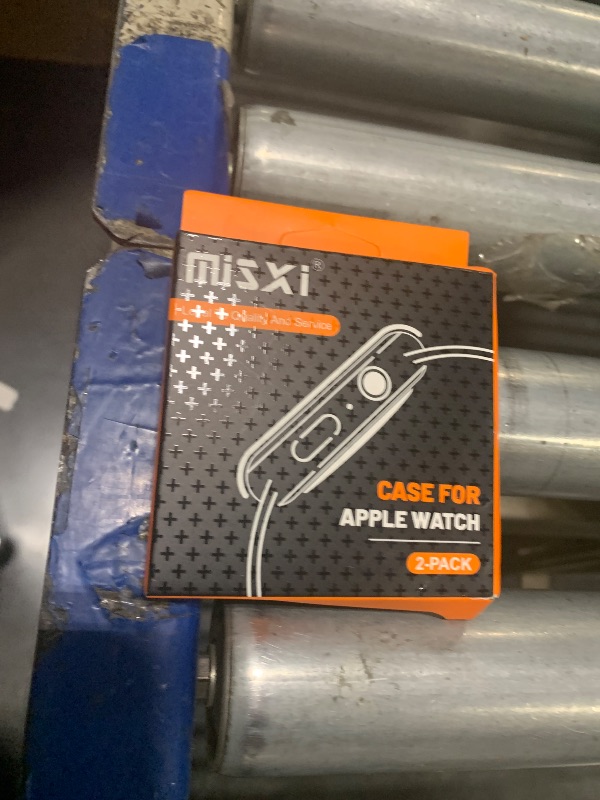 misxi®
Quality And Service
CASE FOR
APPLE WATCH
2-PACK